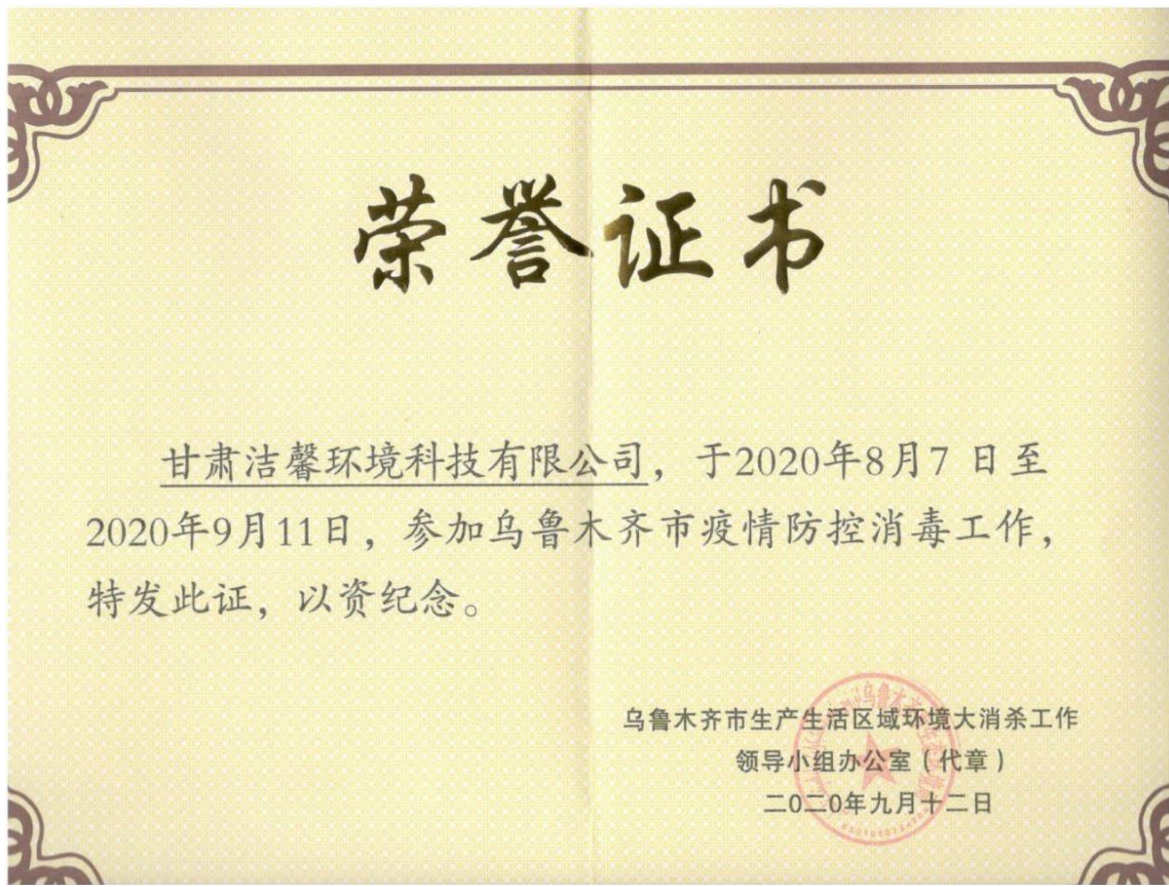 荣誉证书
甘肃洁馨环境科技有限公司，于2020年8月7 日至
2020年9月11日，参加乌鲁木齐市疫情防控消毒工作，
特发此证，以资纪念。
乌鲁木齐市生产生活区域环境大消杀工作
领导小组办公室（代章）
二〇二〇年九月十二日